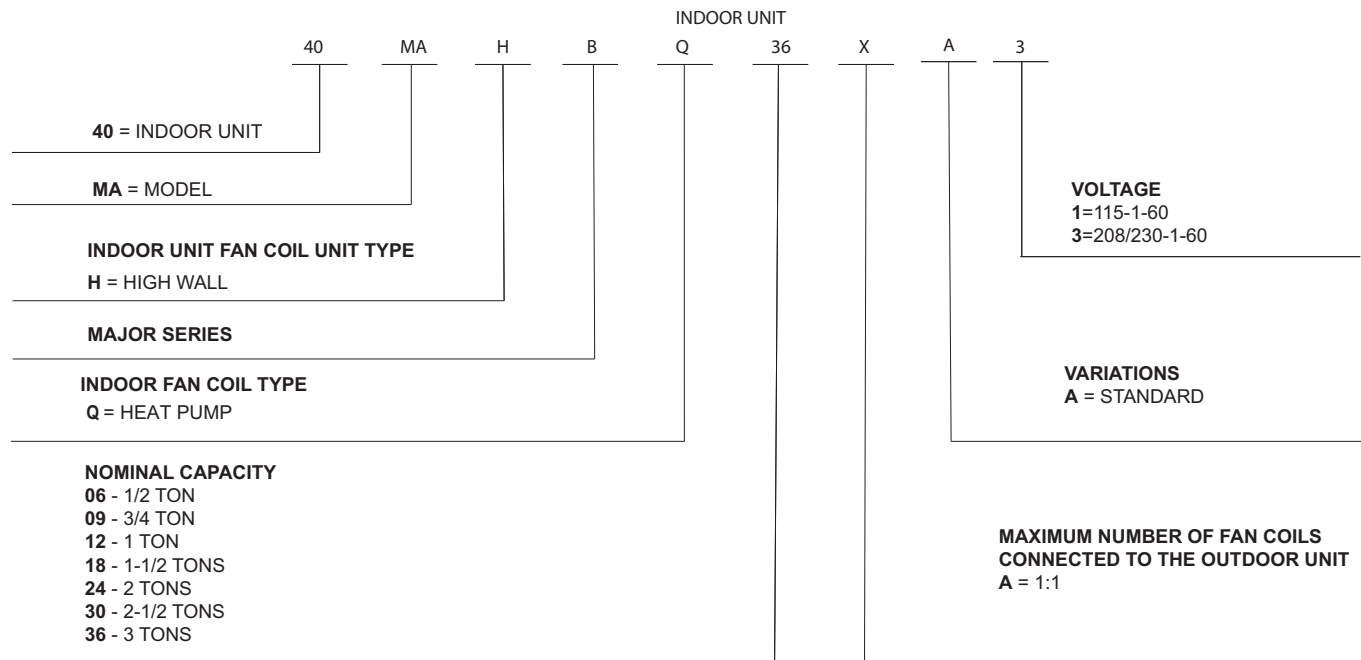 INDOOR UNIT
40 MA H B Q 36 X A 3
40 = INDOOR UNIT
MA = MODEL
INDOOR UNIT FAN COIL UNIT TYPE
H = HIGH WALL
MAJOR SERIES
INDOOR FAN COIL TYPE
Q = HEAT PUMP
NOMINAL CAPACITY
06 - 1/2 TON
09 - 3/4 TON
12 - 1 TON
18 - 1-1/2 TONS
24 - 2 TONS
30 - 2-1/2 TONS
36 - 3 TONS
VOLTAGE
1=115-1-60
3=208/230-1-60
VARIATIONS
A = STANDARD
MAXIMUM NUMBER OF FAN COILS
CONNECTED TO THE OUTDOOR UNIT
A = 1:1